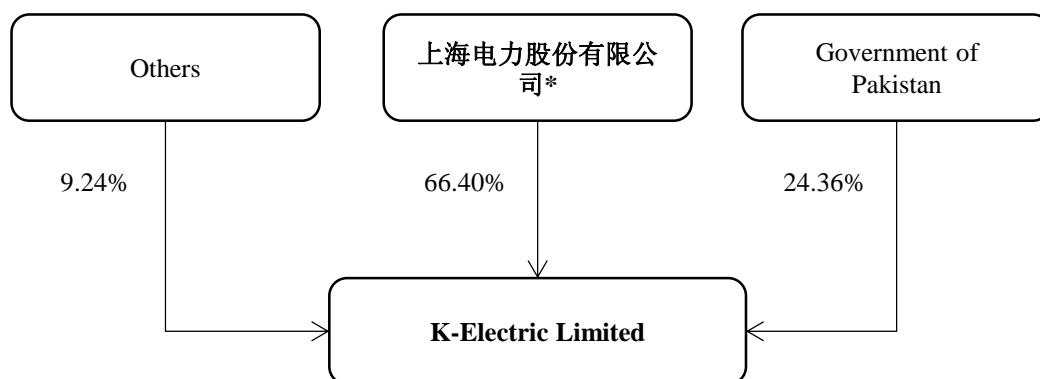 Others
上海电力股份有限公
司*
Government of
Pakistan
9.24%
66.40%
24.36%
K-Electric Limited